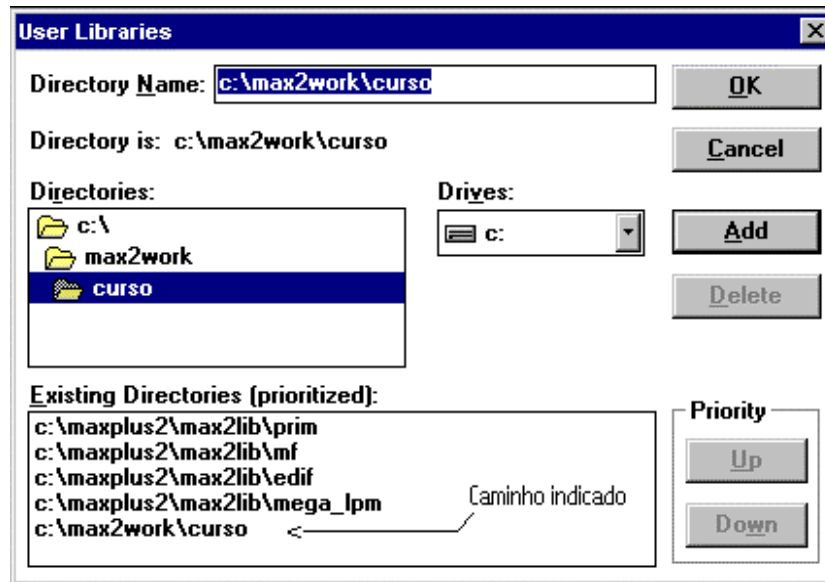 User Libraries
Directory Name: c:\max2work\curso
OK
Directory is: c:\max2work\curso
Cancel
Directories:
Drives:
c:\
max2work
curso
c:
Add
Delete
Existing Directories (prioritized):
c:\maxplus2\max2lib\prim
c:\maxplus2\max2lib\mf
c:\maxplus2\max2lib\edif
c:\maxplus2\max2lib\mega_lpm
c:\max2work\curso
Caminho indicado
Priority
Up
Down